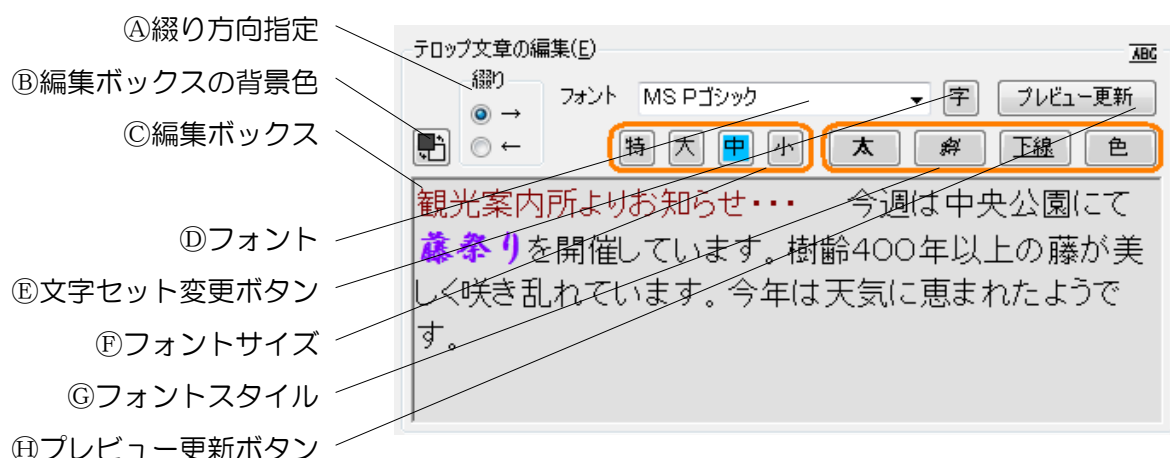 Ⓐ綴り方向指定
Ⓑ編集ボックスの背景色
Ⓒ編集ボックス
Ⓓフォント
Ⓔ文字セット変更ボタン
Ⓕフォントサイズ
Ⓖフォントスタイル
Ⓗプレビュー更新ボタン
テロップ文章の編集(E)
ABC
綴り
→
←
フォント MS Pゴシック 字 プレビュー更新
特 大 中 小 太 斜 下線 色
観光案内所よりお知らせ・・・　今週は中央公園にて
藤祭りを開催しています。樹齢400年以上の藤が美
しく咲き乱れています。今年は天気に恵まれたようで
す。